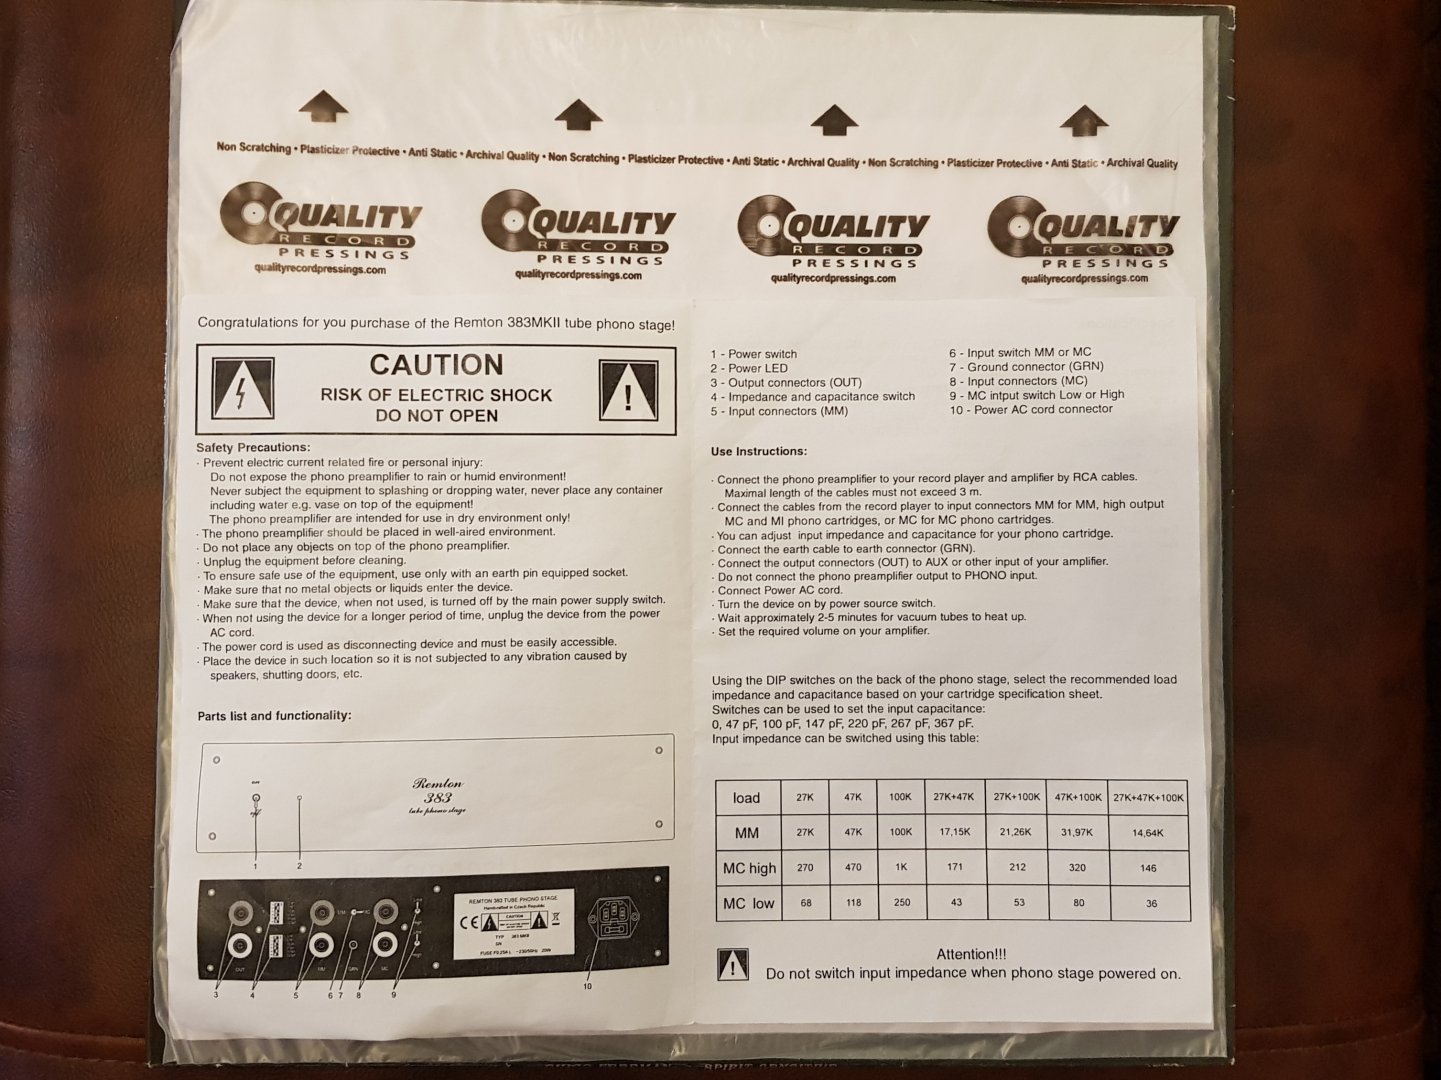 Non Scratching • Plasticizer Protective • Anti Static • Archival Quality • Non Scratching • Plasticizer Protective • Anti Static • Archival Quality • Non Scratching • Plasticizer Protective • Anti Static • Archival Quality
QUALITY
RECORD
PRESSINGS
qualityrecordpressings.com
QUALITY
RECORD
PRESSINGS
qualityrecordpressings.com
QUALITY
RECORD
PRESSINGS
qualityrecordpressings.com
QUALITY
RECORD
PRESSINGS
qualityrecordpressings.com
Congratulations for you purchase of the Remton 383MKII tube phono stage!
CAUTION
RISK OF ELECTRIC SHOCK
DO NOT OPEN
Safety Precautions:
· Prevent electric current related fire or personal injury:
Do not expose the phono preamplifier to rain or humid environment!
Never subject the equipment to splashing or dropping water, never place any container
including water e.g. vase on top of the equipment!
The phono preamplifier are intended for use in dry environment only!
· The phono preamplifier should be placed in well-aired environment.
· Do not place any objects on top of the phono preamplifier.
· Unplug the equipment before cleaning.
· To ensure safe use of the equipment, use only with an earth pin equipped socket.
· Make sure that no metal objects or liquids enter the device.
· Make sure that the device, when not used, is turned off by the main power supply switch.
· When not using the device for a longer period of time, unplug the device from the power
AC cord.
· The power cord is used as disconnecting device and must be easily accessible.
· Place the device in such location so it is not subjected to any vibration caused by
speakers, shutting doors, etc.
Parts list and functionality:
on
off
Remton
383
tube phono stage
1 2
REMTON 383 TUBE PHONO STAGE
Handcrafted in Czech Republic
CE
CAUTION
TYP 383 MKII
SN
FUSE F0.25A L ~230/50Hz 20W
OUT MM GRN MC
3 4 5 6 7 8 9 10
1 - Power switch
2 - Power LED
3 - Output connectors (OUT)
4 - Impedance and capacitance switch
5 - Input connectors (MM)
6 - Input switch MM or MC
7 - Ground connector (GRN)
8 - Input connectors (MC)
9 - MC intput switch Low or High
10 - Power AC cord connector
Use Instructions:
· Connect the phono preamplifier to your record player and amplifier by RCA cables.
Maximal length of the cables must not exceed 3 m.
· Connect the cables from the record player to input connectors MM for MM, high output
MC and MI phono cartridges, or MC for MC phono cartridges.
· You can adjust input impedance and capacitance for your phono cartridge.
· Connect the earth cable to earth connector (GRN).
· Connect the output connectors (OUT) to AUX or other input of your amplifier.
· Do not connect the phono preamplifier output to PHONO input.
· Connect Power AC cord.
· Turn the device on by power source switch.
· Wait approximately 2-5 minutes for vacuum tubes to heat up.
· Set the required volume on your amplifier.
Using the DIP switches on the back of the phono stage, select the recommended load
impedance and capacitance based on your cartridge specification sheet.
Switches can be used to set the input capacitance:
0, 47 pF, 100 pF, 147 pF, 220 pF, 267 pF, 367 pF.
Input impedance can be switched using this table:
load 27K 47K 100K 27K+47K 27K+100K 47K+100K 27K+47K+100K
MM 27K 47K 100K 17,15K 21,26K 31,97K 14,64K
MC high 270 470 1K 171 212 320 146
MC low 68 118 250 43 53 80 36
Attention!!!
Do not switch input impedance when phono stage powered on.